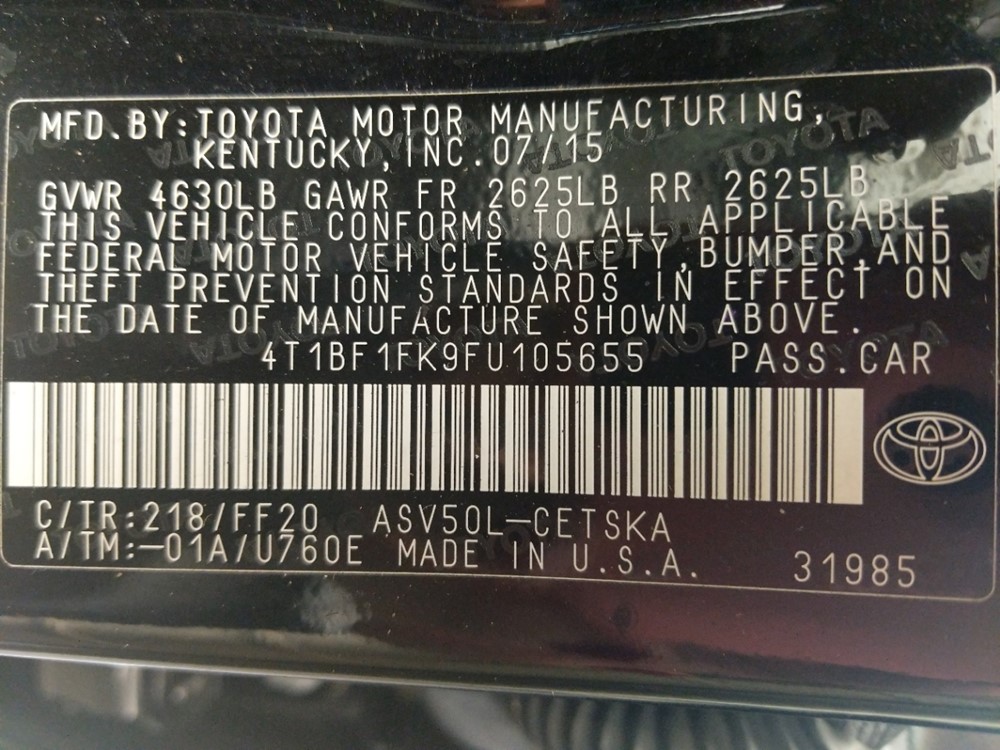 MFD.BY:TOYOTA MOTOR MANUFACTURING,
KENTUCKY,INC.07/15
GVWR 4630LB GAWR FR 2625LB RR 2625LB
THIS VEHICLE CONFORMS TO ALL APPLICABLE
FEDERAL MOTOR VEHICLE SAFETY,BUMPER,AND
THEFT PREVENTION STANDARDS IN EFFECT ON
THE DATE OF MANUFACTURE SHOWN ABOVE.
4T1BF1FK9FU105655 PASS.CAR
C/TR:218/FF20 ASV50L-CETSKA
A/TM:-01A/U760E MADE IN U.S.A. 31985